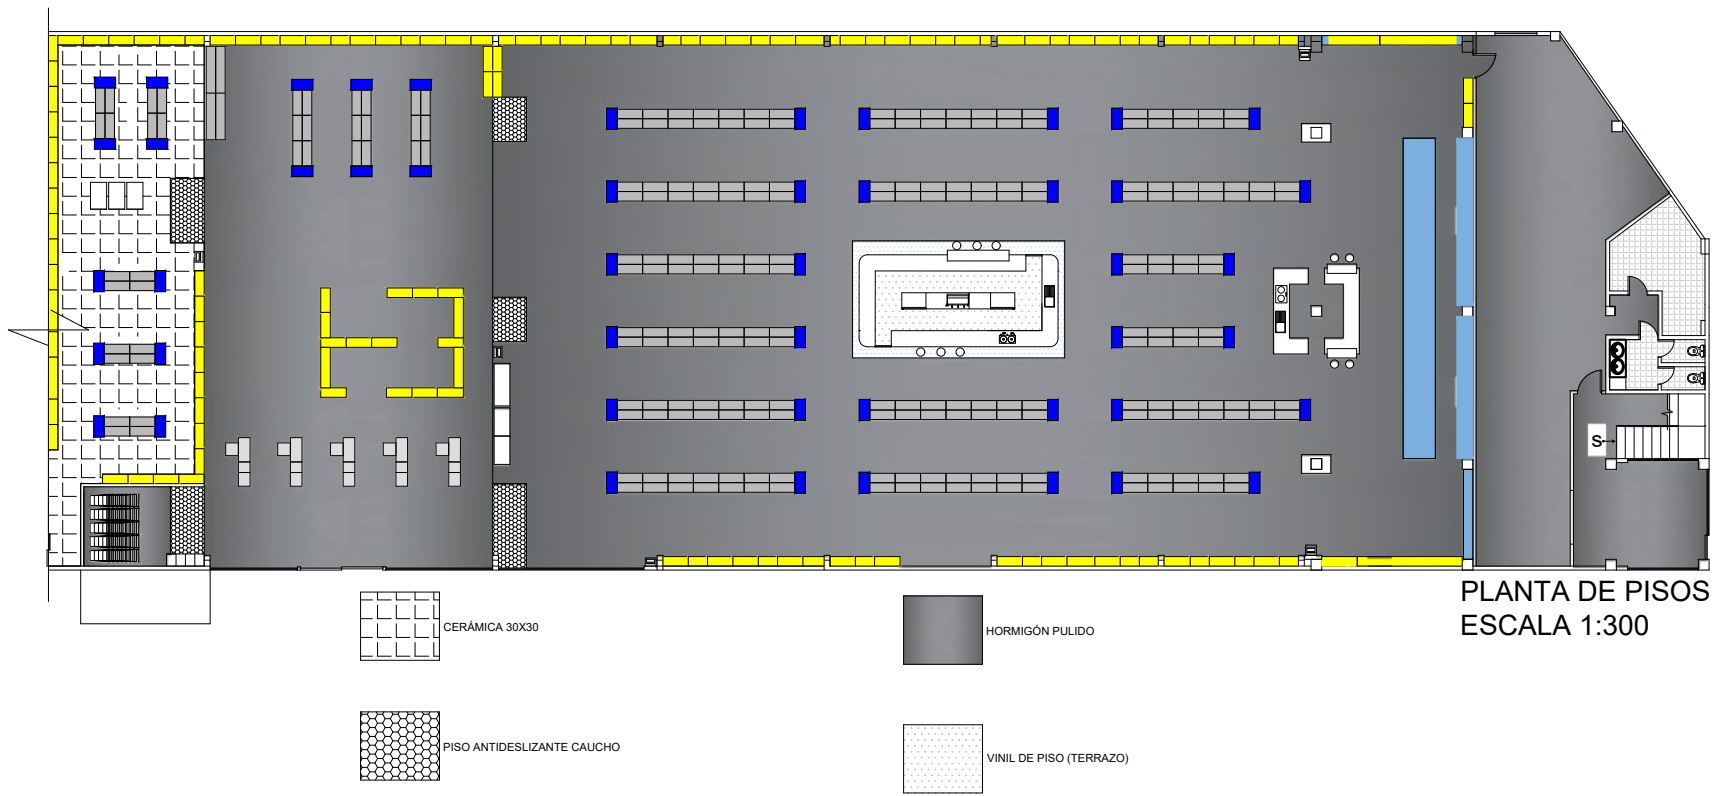 S
PLANTA DE PISOS
ESCALA 1:300
CERÁMICA 30X30
HORMIGÓN PULIDO
PISO ANTIDESLIZANTE CAUCHO
VINIL DE PISO (TERRAZO)